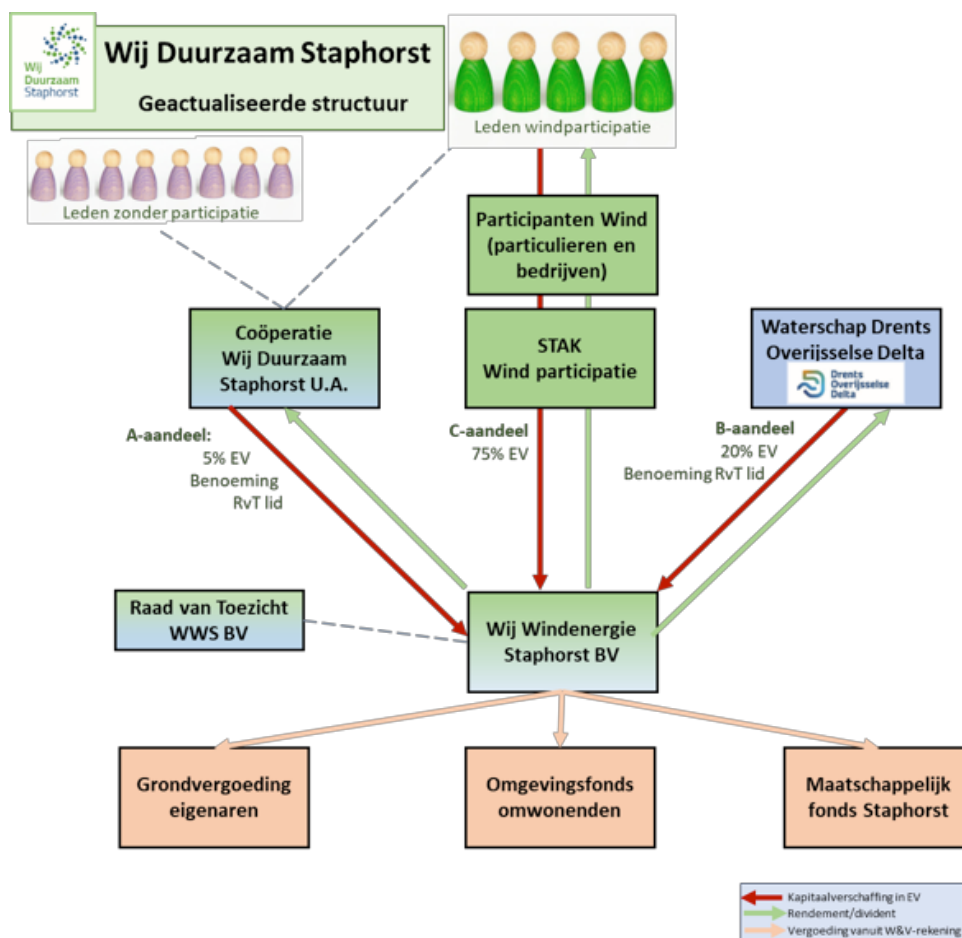 Wij
Duurzaam
Staphorst
Wij Duurzaam Staphorst
Geactualiseerde structuur
Leden windparticipatie
Leden zonder participatie
Participanten Wind
(particulieren en
bedrijven)
Coöperatie
Wij Duurzaam
Staphorst U.A.
STAK
Wind participatie
Waterschap Drents
Overijsselse Delta
Drents
Overijsselse
Delta
A-aandeel:
5% EV
Benoeming
RvT lid
C-aandeel
75% EV
B-aandeel
20% EV
Benoeming RvT lid
Raad van Toezicht
WWS BV
Wij Windenergie
Staphorst BV
Grondvergoeding
eigenaren
Omgevingsfonds
omwonenden
Maatschappelijk
fonds Staphorst
Kapitaalverschaffing in EV
Rendement/divident
Vergoeding vanuit W&V-rekening